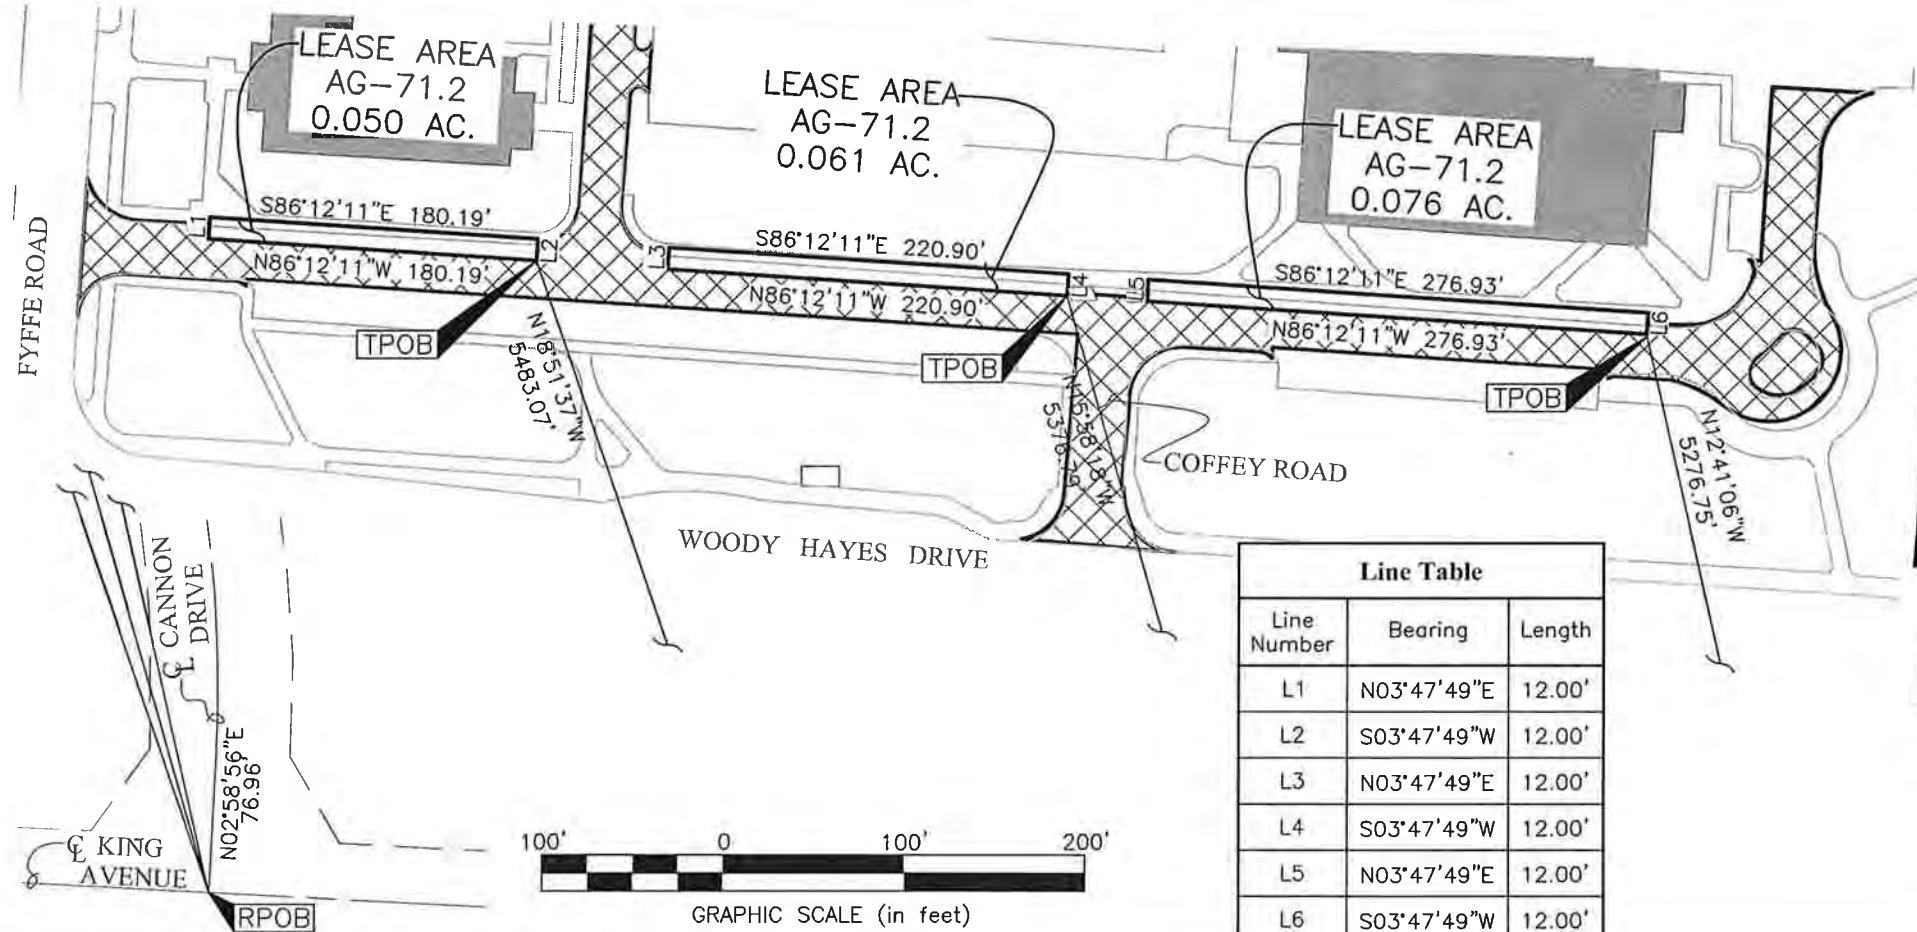 LEASE AREA
AG-71.2
0.050 AC.
LEASE AREA
AG-71.2
0.061 AC.
LEASE AREA
AG-71.2
0.076 AC.
FYFFE ROAD
L1
S86°12'11"E 180.19'
N86°12'11"W 180.19'
L2
L3
S86°12'11"E 220.90'
N86°12'11"W 220.90'
L4
L5
S86°12'11"E 276.93'
N86°12'11"W 276.93'
L6
TPOB
TPOB
TPOB
N18°51'37"W
5483.07'
N15°58'18"W
5376.79'
N12°41'06"W
5276.75'
COFFEY ROAD
WOODY HAYES DRIVE
℄ CANNON
DRIVE
N02°58'56"E
76.96'
℄ KING
AVENUE
RPOB
100' 0 100' 200'
GRAPHIC SCALE (in feet)
Line Table
Line Number Bearing Length
L1 N03°47'49"E 12.00'
L2 S03°47'49"W 12.00'
L3 N03°47'49"E 12.00'
L4 S03°47'49"W 12.00'
L5 N03°47'49"E 12.00'
L6 S03°47'49"W 12.00'